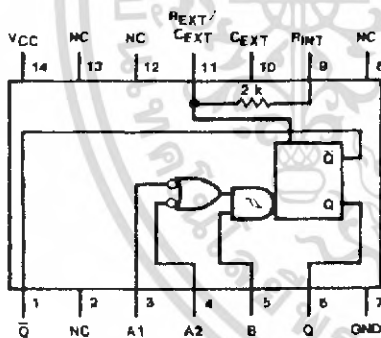 REXT/
VCC NC NC CEXT CEXT RINT NC
14 13 12 11 10 9 8
2 k
Q̅
Q
1 2 3 4 5 6 7
Q̅ NC A1 A2 B Q GND